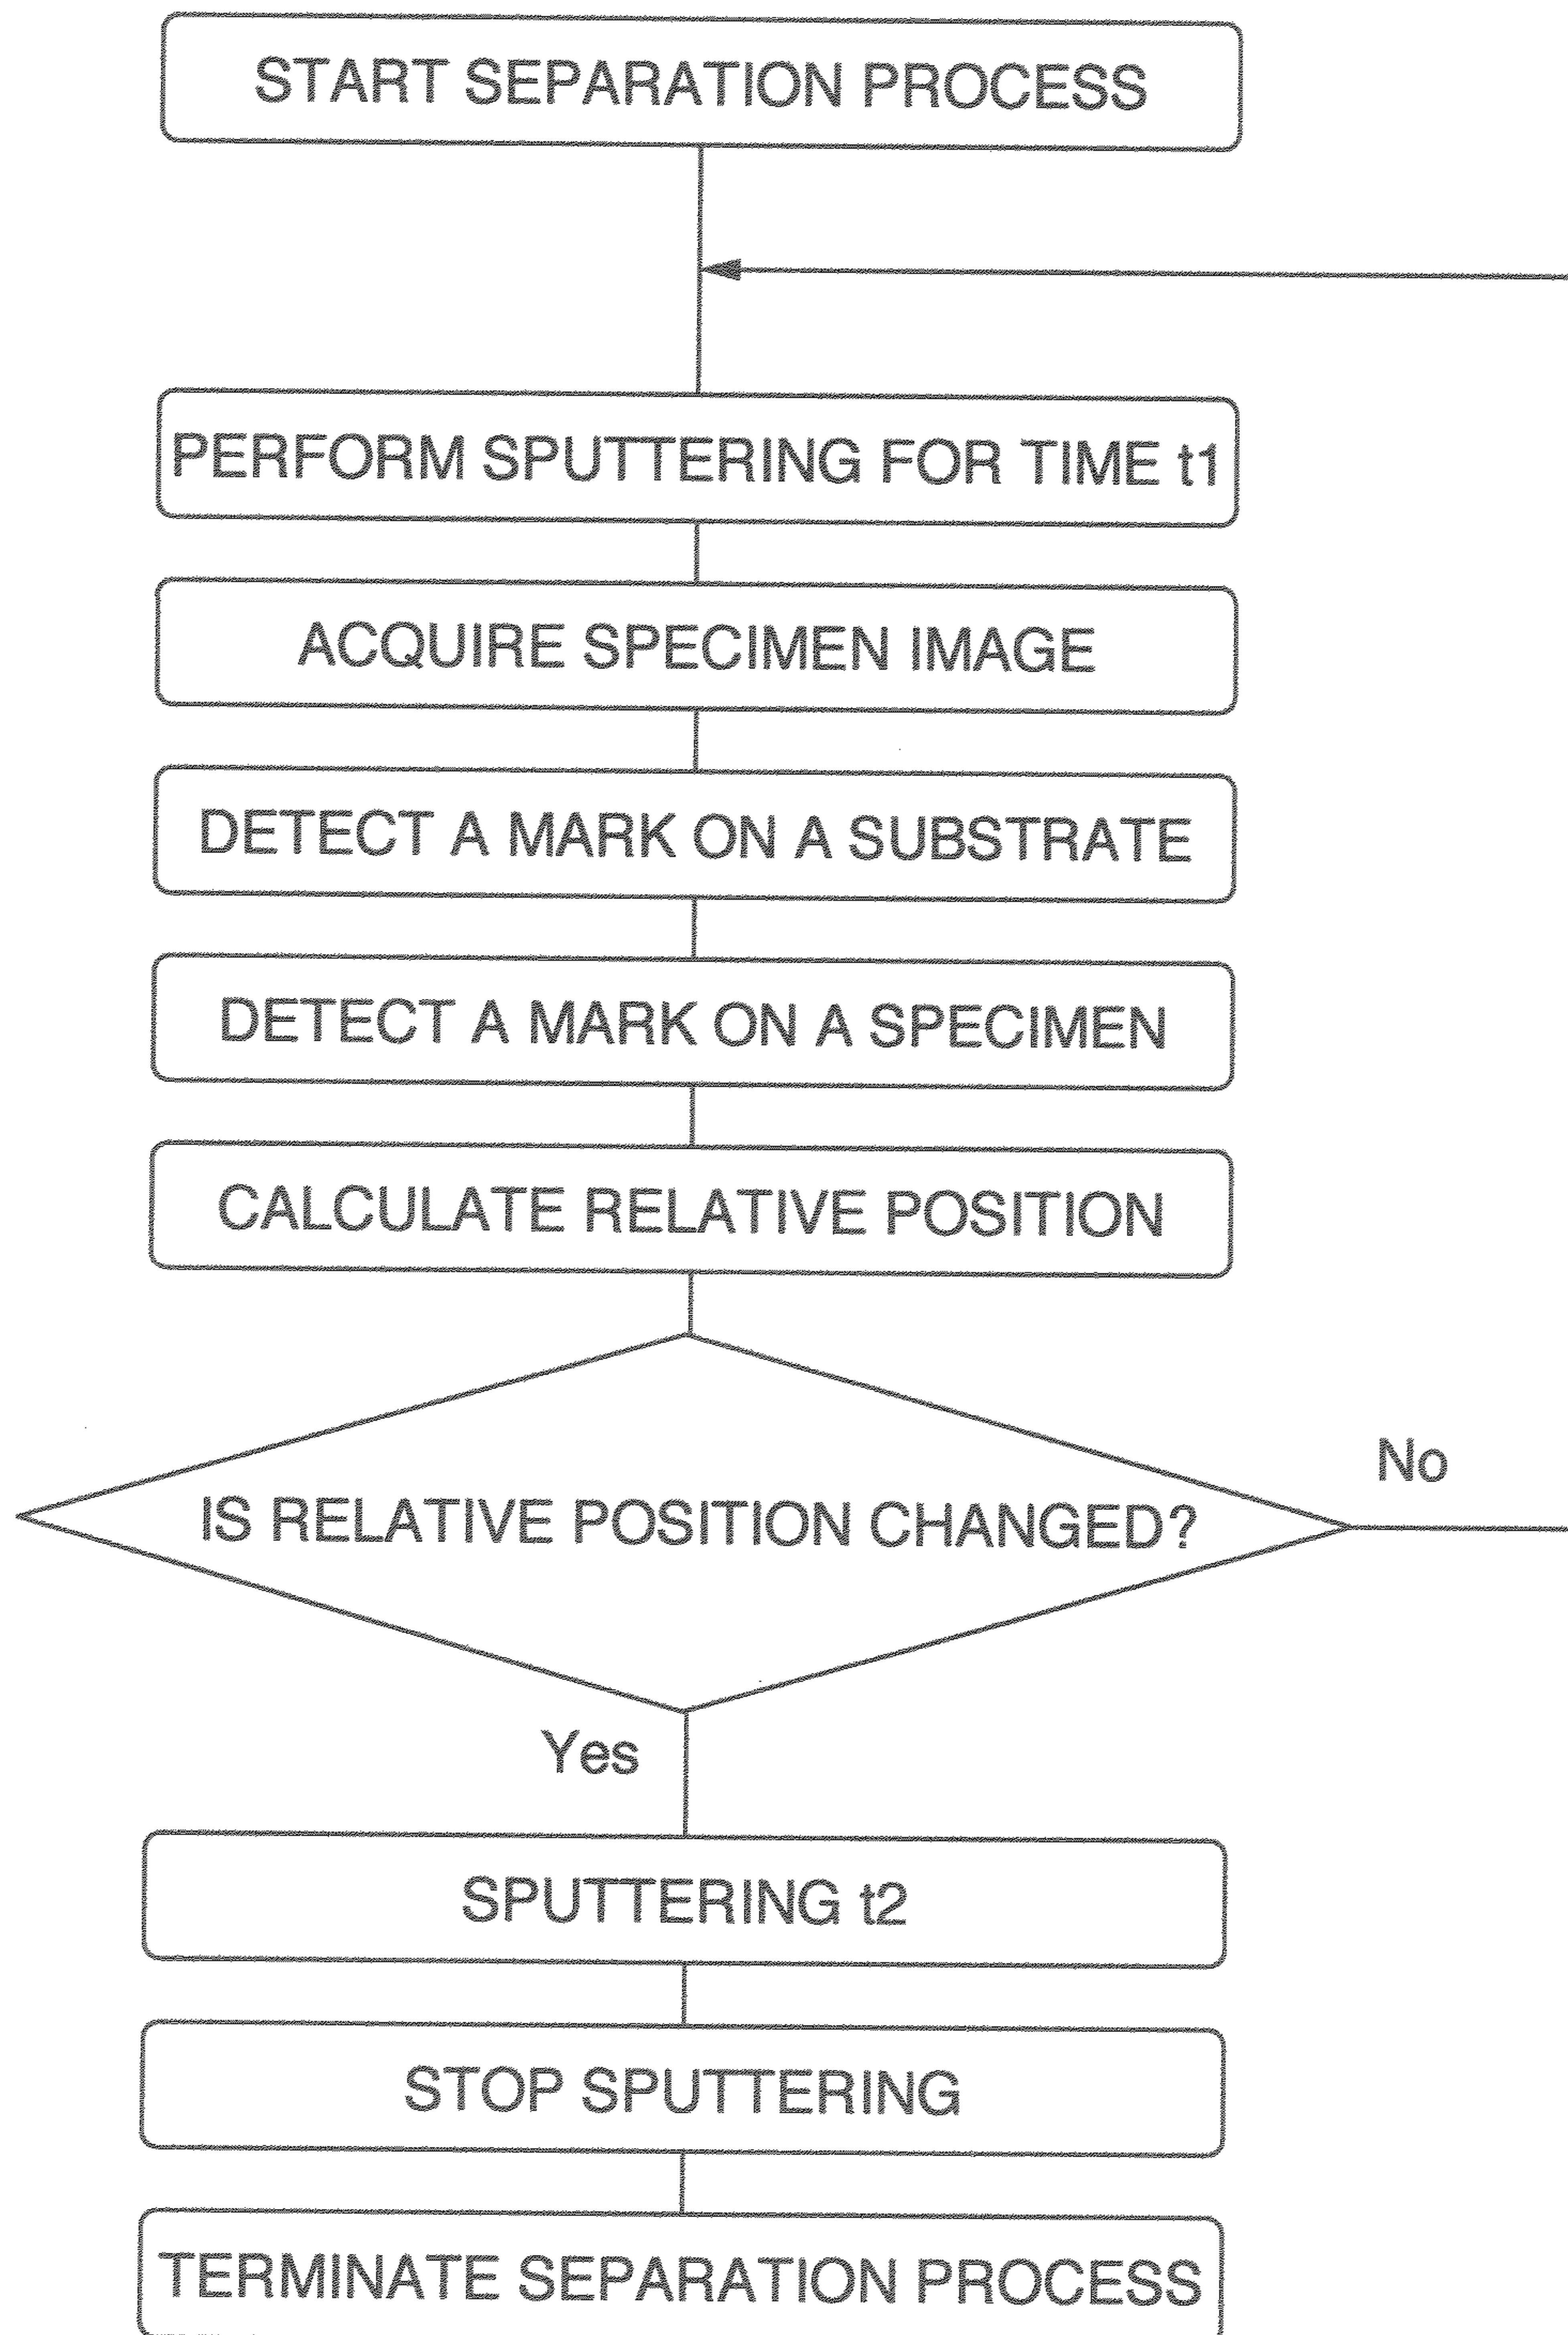 START SEPARATION PROCESS
PERFORM SPUTTERING FOR TIME t1
ACQUIRE SPECIMEN IMAGE
DETECT A MARK ON A SUBSTRATE
DETECT A MARK ON A SPECIMEN
CALCULATE RELATIVE POSITION
No
IS RELATIVE POSITION CHANGED?
Yes
SPUTTERING t2
STOP SPUTTERING
TERMINATE SEPARATION PROCESS